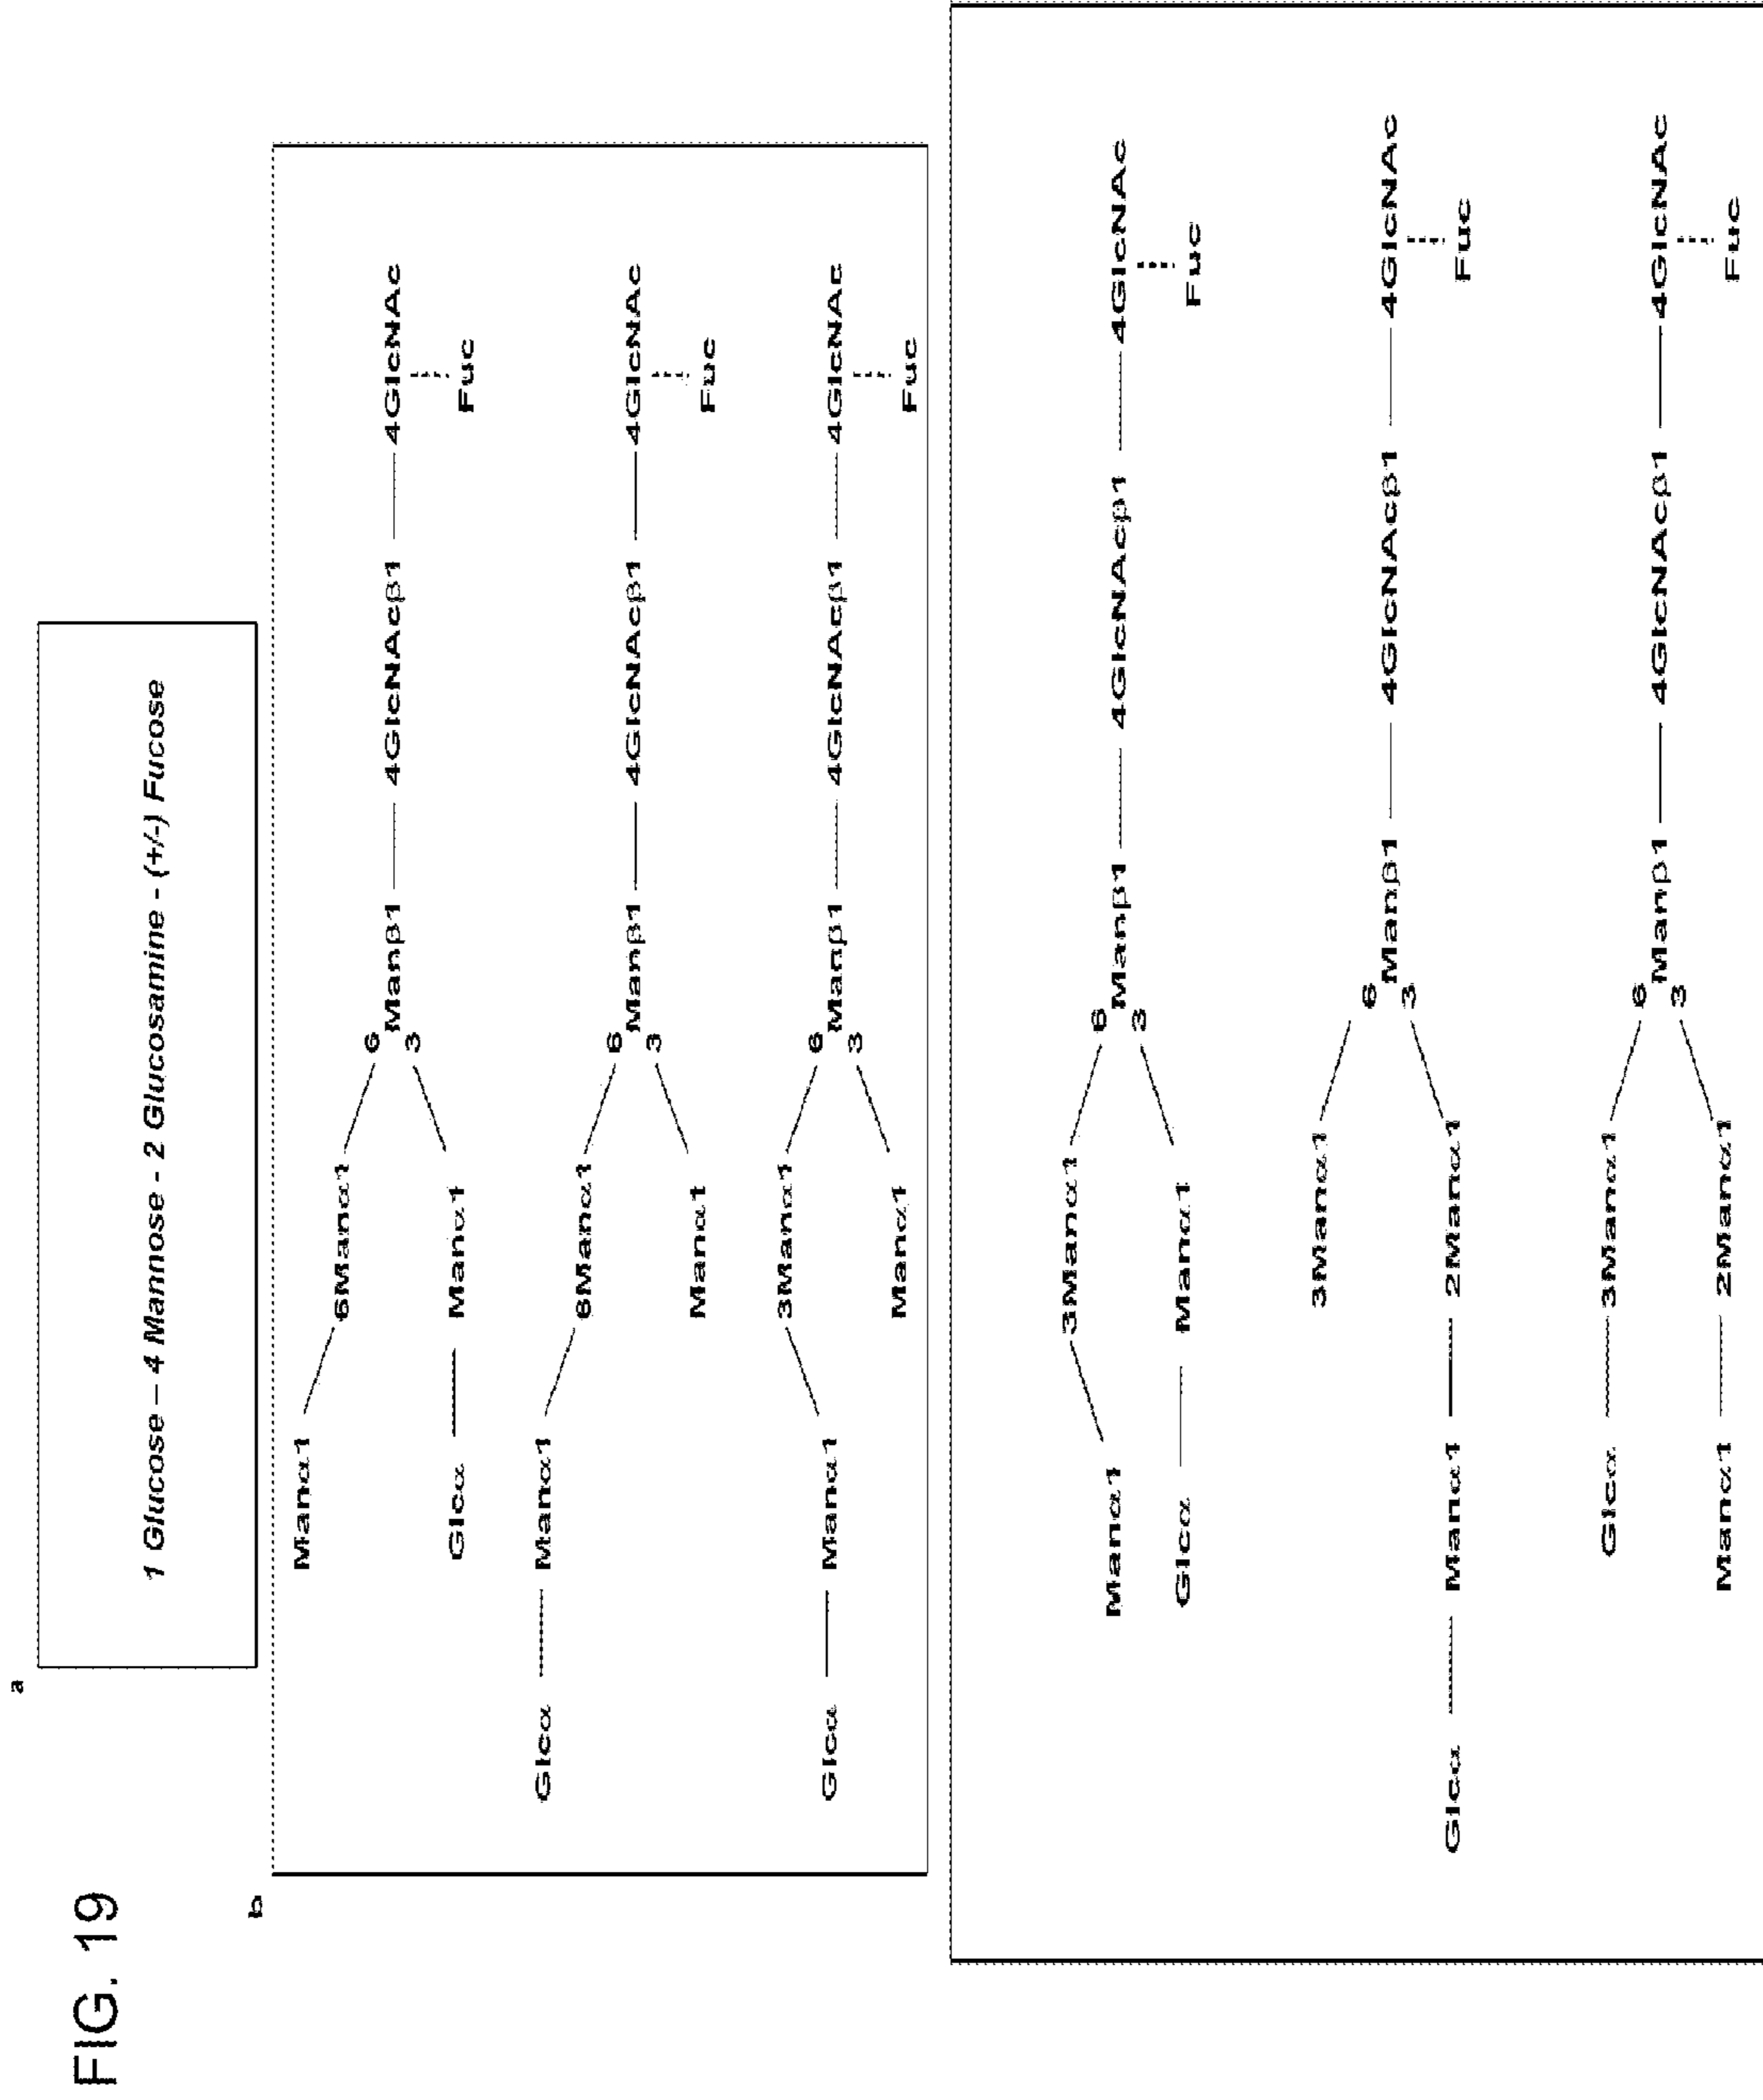 FIG. 19
a
1 Glucose – 4 Mannose - 2 Glucosamine - (+/-) Fucose
b
Manα1
6Manα1
6
Manβ1 4GlcNAcβ1 4GlcNAc
3
Glcα Manα1
Fuc
Glcα Manα1
6Manα1
6
Manβ1 4GlcNAcβ1 4GlcNAc
3
Manα1
Fuc
3Manα1
Glcα Manα1
6
Manβ1 4GlcNAcβ1 4GlcNAc
3
Manα1
Fuc
3Manα1
Manα1
6
Manβ1 4GlcNAcβ1 4GlcNAc
3
Glcα Manα1
Fuc
3Manα1
6
Manβ1 4GlcNAcβ1 4GlcNAc
3
Glcα Manα1 2Manα1
Fuc
Glcα 3Manα1
6
Manβ1 4GlcNAcβ1 4GlcNAc
3
Manα1 2Manα1
Fuc